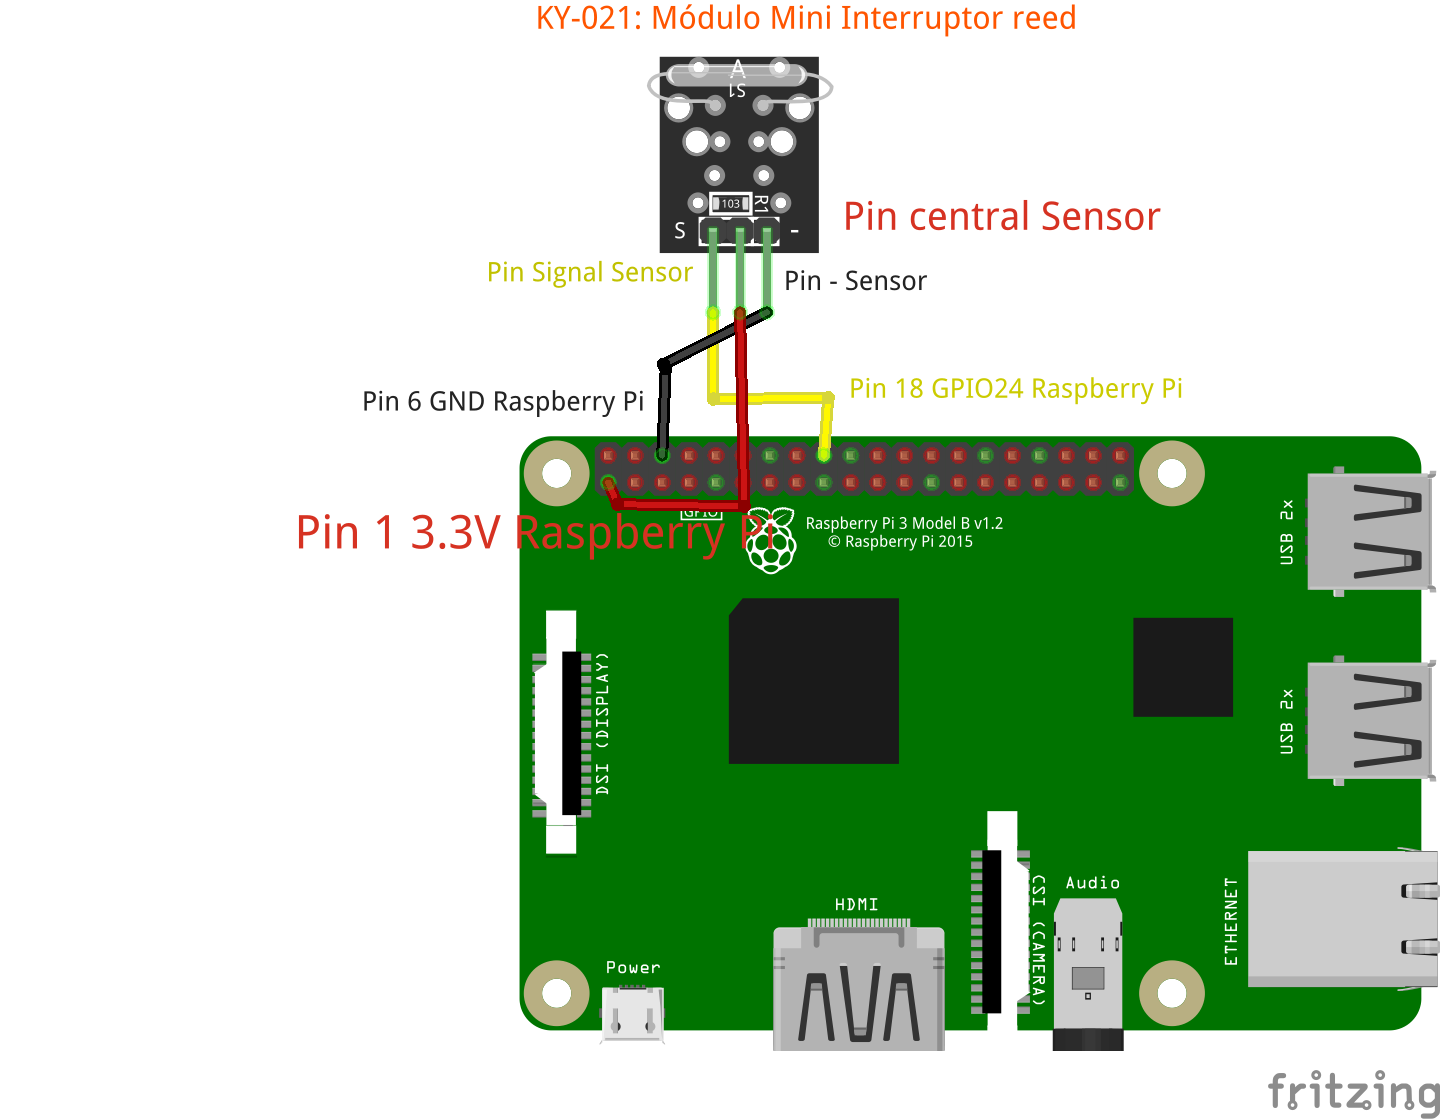 KY-021: Módulo Mini Interruptor reed
A
S1
103
R1
S
-
Pin central Sensor
Pin Signal Sensor
Pin - Sensor
Pin 6 GND Raspberry Pi
Pin 18 GPIO24 Raspberry Pi
GPIO
Pin 1 3.3V Raspberry Pi
Raspberry Pi 3 Model B v1.2
© Raspberry Pi 2015
USB 2x
DSI (DISPLAY)
USB 2x
HDMI
CSI (CAMERA)
Audio
ETHERNET
Power
fritzing